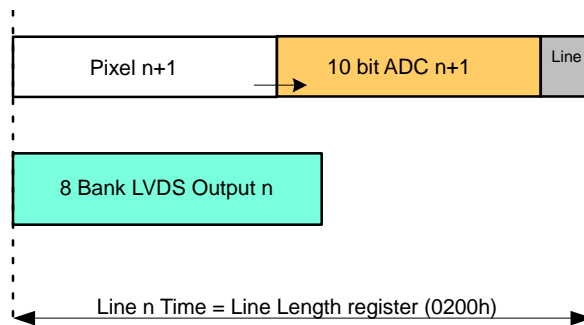 Pixel n+1
10 bit ADC n+1
Line
8 Bank LVDS Output n
Line n Time = Line Length register (0200h)